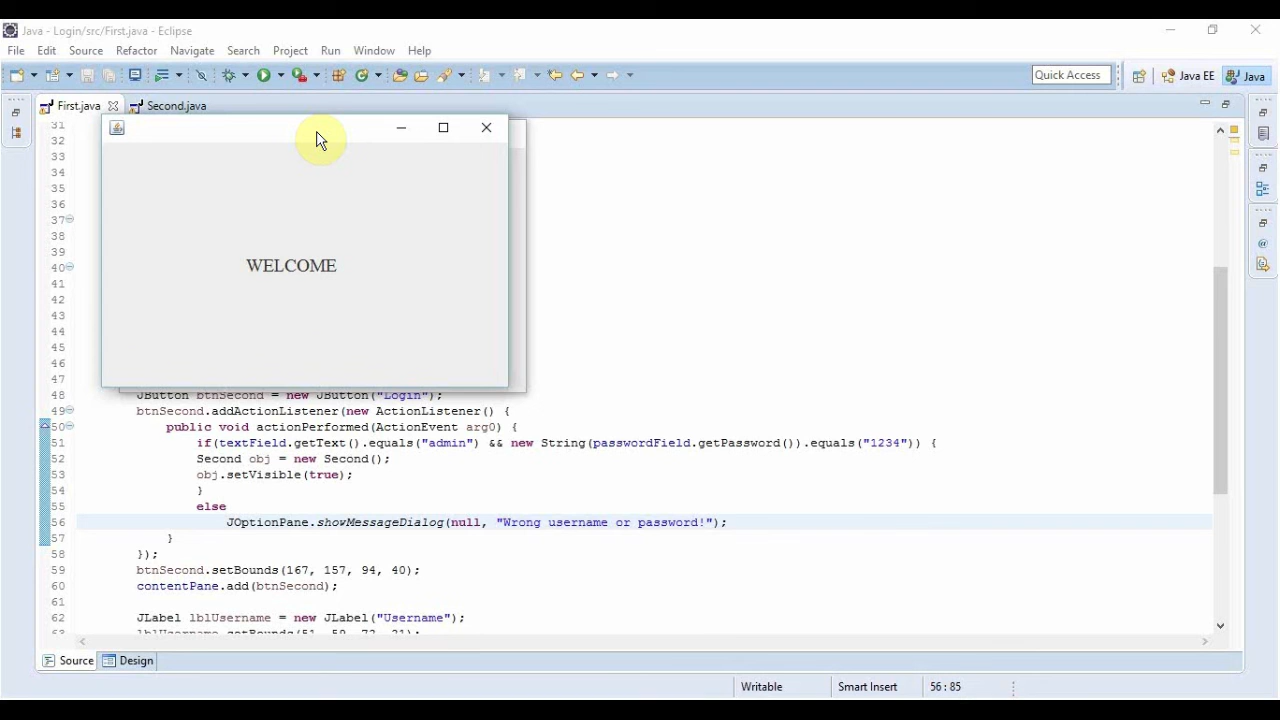 Java - Login/src/First.java - Eclipse
File Edit Source Refactor Navigate Search Project Run Window Help
Quick Access Java EE Java
First.java Second.java
31
32
33
34
35
36
37
38
39
40
41
42
43
44
45
46
47
WELCOME
48 JButton btnSecond = new JButton("Login");
49 btnSecond.addActionListener(new ActionListener() {
50 public void actionPerformed(ActionEvent arg0) {
51 if(textField.getText().equals("admin") && new String(passwordField.getPassword()).equals("1234")) {
52 Second obj = new Second();
53 obj.setVisible(true);
54 }
55 else
56 JOptionPane.showMessageDialog(null, "Wrong username or password!");
57 }
58 });
59 btnSecond.setBounds(167, 157, 94, 40);
60 contentPane.add(btnSecond);
61
62 JLabel lblUsername = new JLabel("Username");
Source Design
Writable Smart Insert 56 : 85